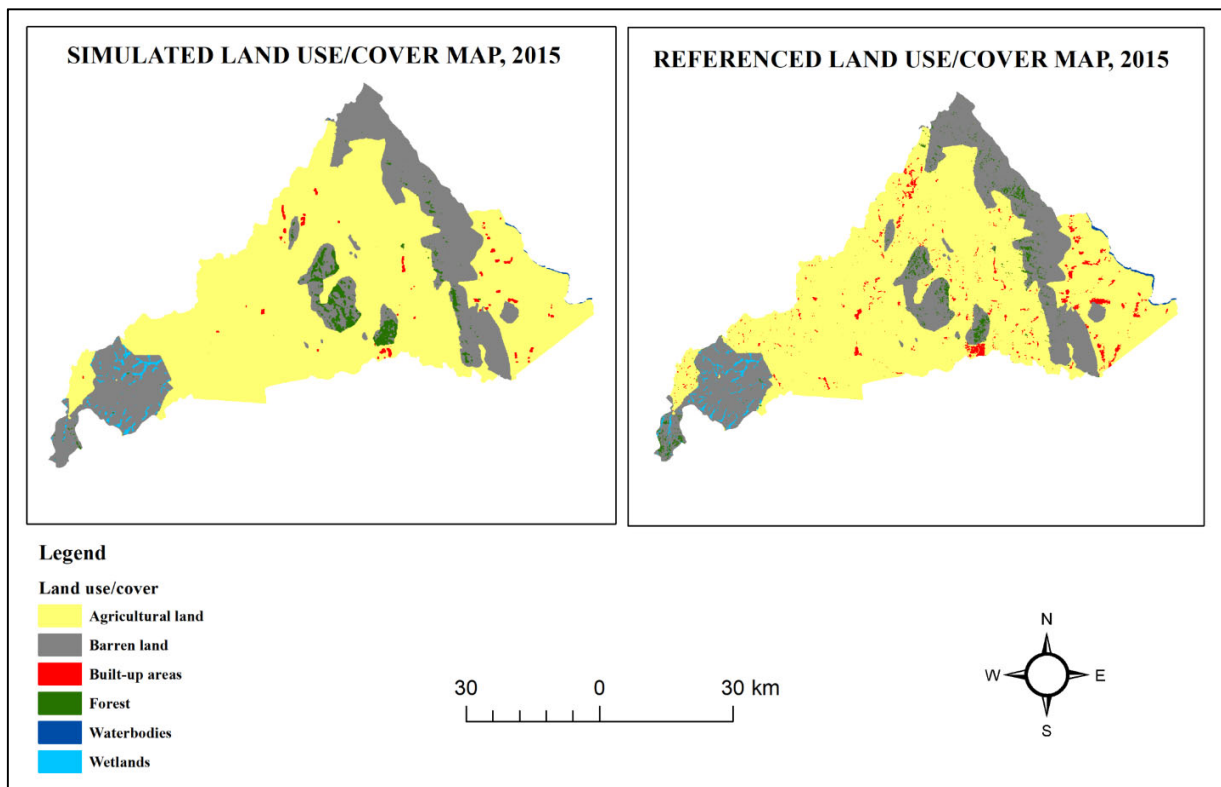 SIMULATED LAND USE/COVER MAP, 2015
REFERENCED LAND USE/COVER MAP, 2015
Legend
Land use/cover
Agricultural land
Barren land
Built-up areas
Forest
Waterbodies
Wetlands
30 0 30 km
N
W E
S